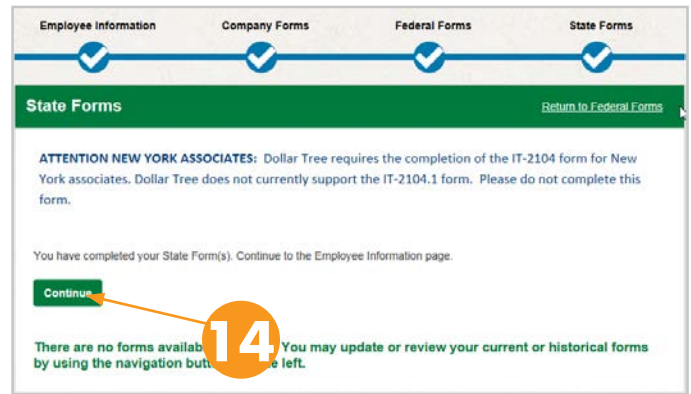 Employee Information Company Forms Federal Forms State Forms
State Forms Return to Federal Forms
ATTENTION NEW YORK ASSOCIATES: Dollar Tree requires the completion of the IT-2104 form for New
York associates. Dollar Tree does not currently support the IT-2104.1 form. Please do not complete this
form.
You have completed your State Form(s). Continue to the Employee Information page.
Continue
14
There are no forms You may update or review your current or historical forms
by using the navigation left.